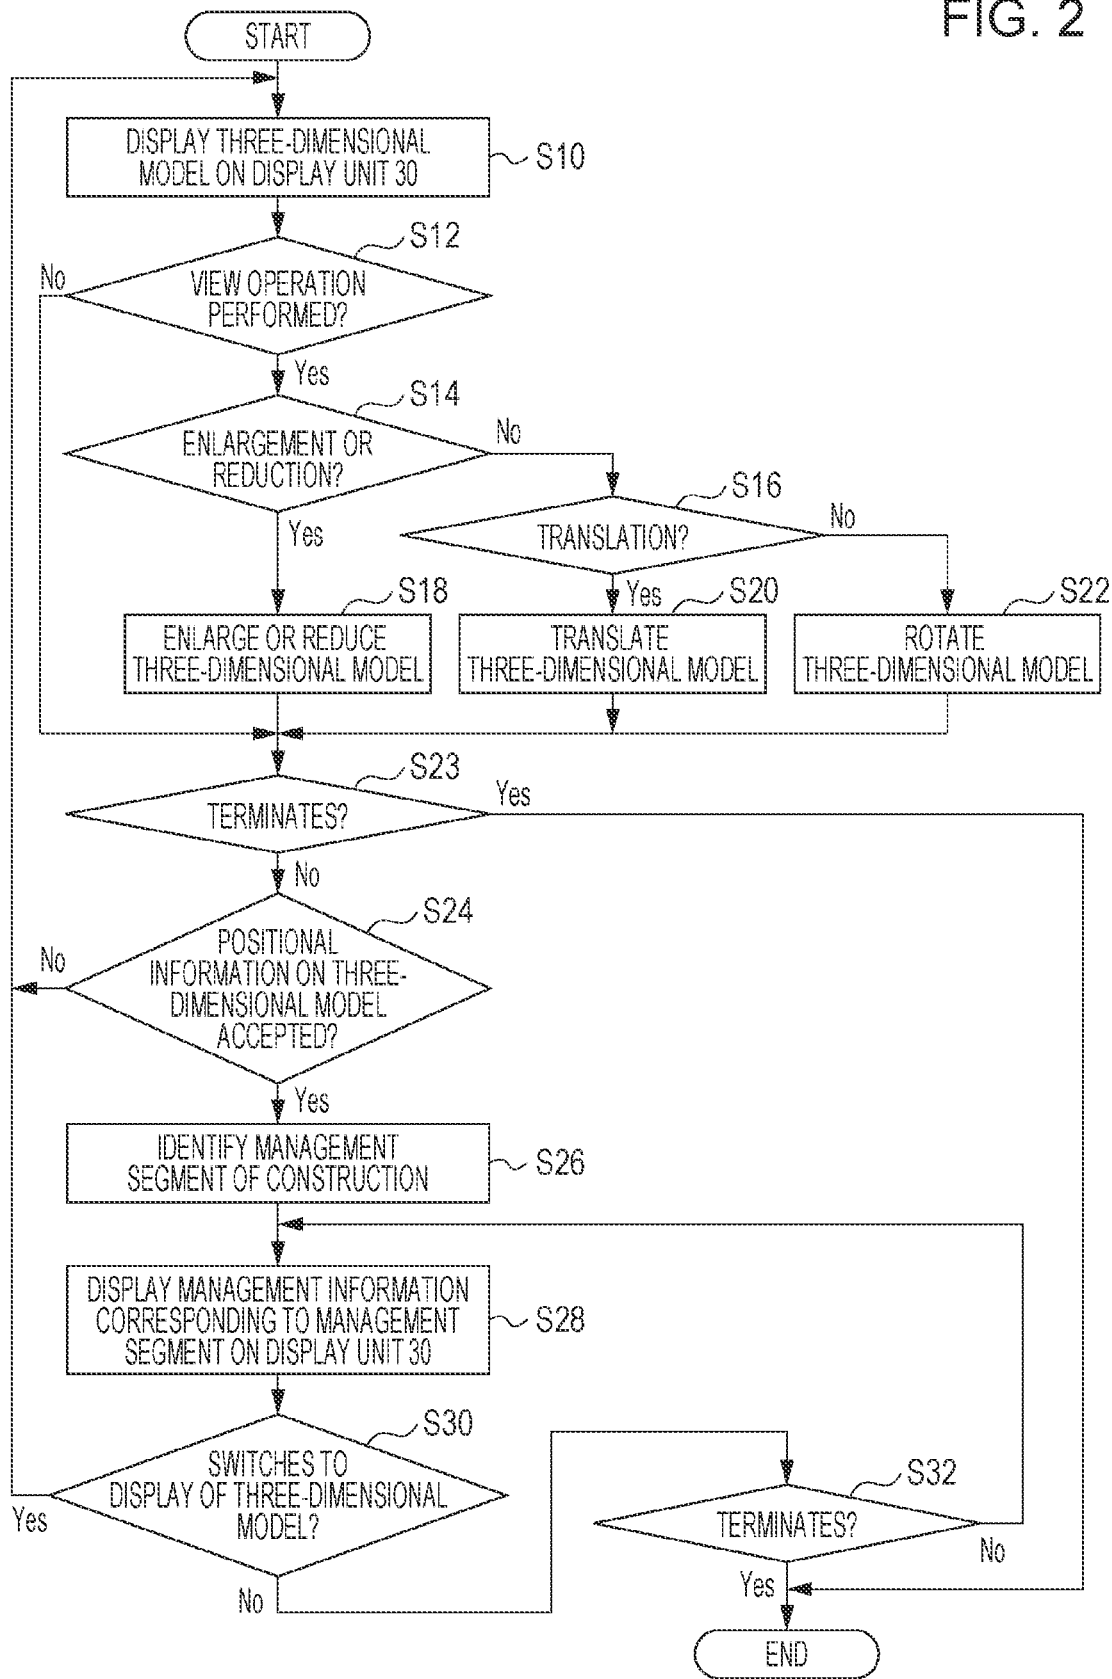 FIG. 2
START
DISPLAY THREE-DIMENSIONAL
MODEL ON DISPLAY UNIT 30
S10
S12
No
VIEW OPERATION
PERFORMED?
Yes
S14
ENLARGEMENT OR
REDUCTION?
No
Yes
S16
TRANSLATION?
No
Yes
S18
ENLARGE OR REDUCE
THREE-DIMENSIONAL MODEL
S20
TRANSLATE
THREE-DIMENSIONAL MODEL
S22
ROTATE
THREE-DIMENSIONAL MODEL
S23
TERMINATES?
Yes
No
S24
No
POSITIONAL
INFORMATION ON THREE-
DIMENSIONAL MODEL
ACCEPTED?
Yes
IDENTIFY MANAGEMENT
SEGMENT OF CONSTRUCTION
S26
DISPLAY MANAGEMENT INFORMATION
CORRESPONDING TO MANAGEMENT
SEGMENT ON DISPLAY UNIT 30
S28
S30
SWITCHES TO
DISPLAY OF THREE-DIMENSIONAL
MODEL?
Yes
No
S32
TERMINATES?
No
Yes
END